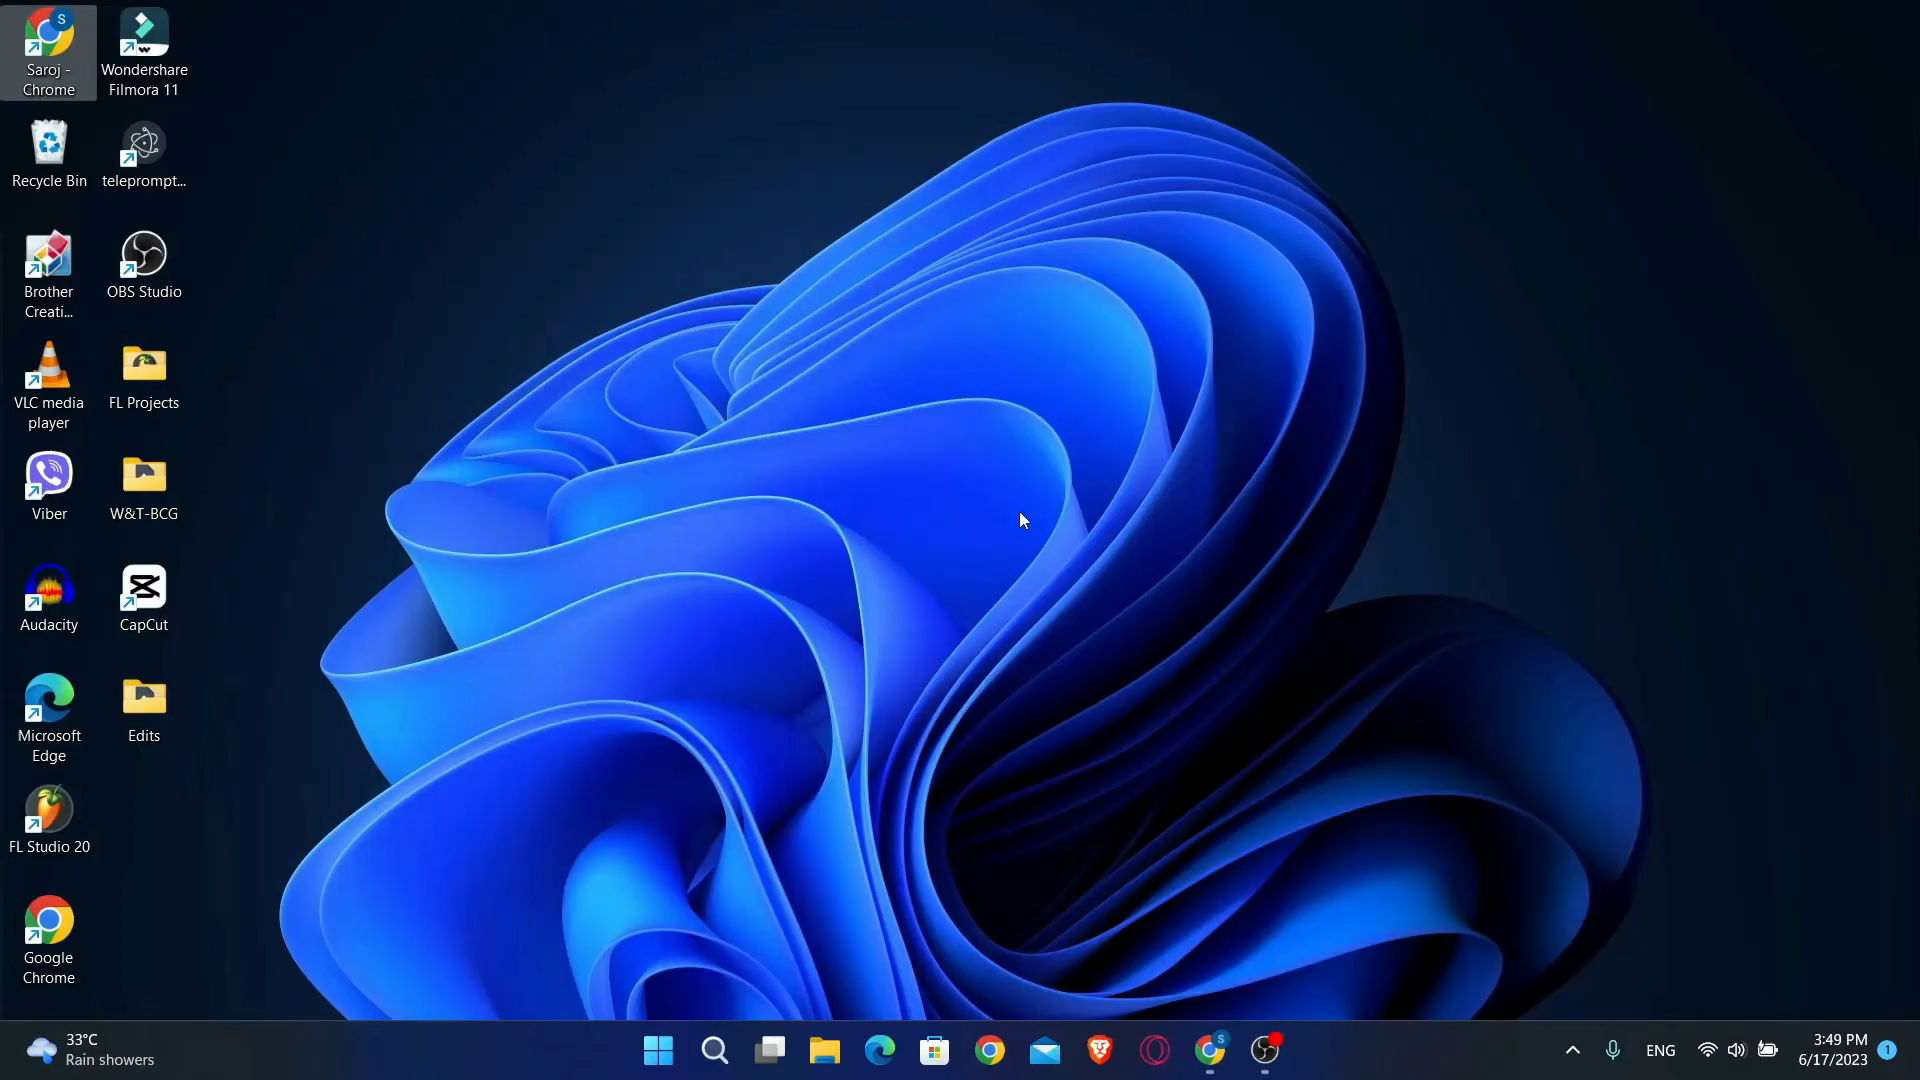 Saroj -
Chrome
Wondershare
Filmora 11
Recycle Bin
teleprompt...
Brother
Creati...
OBS Studio
VLC media
player
FL Projects
Viber
W&T-BCG
Audacity
CapCut
Microsoft
Edge
Edits
FL Studio 20
Google
Chrome
33°C
Rain showers
ENG
3:49 PM
6/17/2023
1
S
S